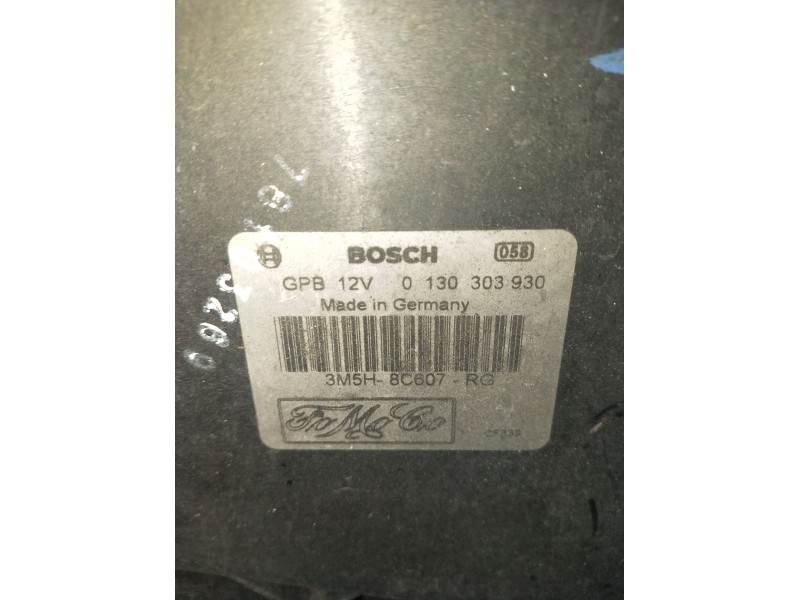 BOSCH 058
GPB 12V 0 130 303 930
Made in Germany
3M5H-8C607-RG
FoMoCo